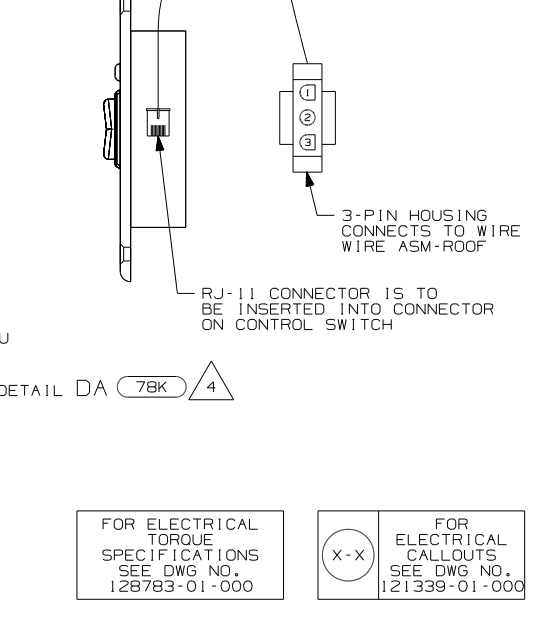 1
2
3
3-PIN HOUSING
CONNECTS TO WIRE
WIRE ASM-ROOF
RJ-11 CONNECTOR IS TO
BE INSERTED INTO CONNECTOR
ON CONTROL SWITCH
U
DETAIL DA 78K 4
FOR ELECTRICAL
TORQUE
SPECIFICATIONS
SEE DWG NO.
128783-01-000
X-X
FOR
ELECTRICAL
CALLOUTS
SEE DWG NO.
121339-01-000